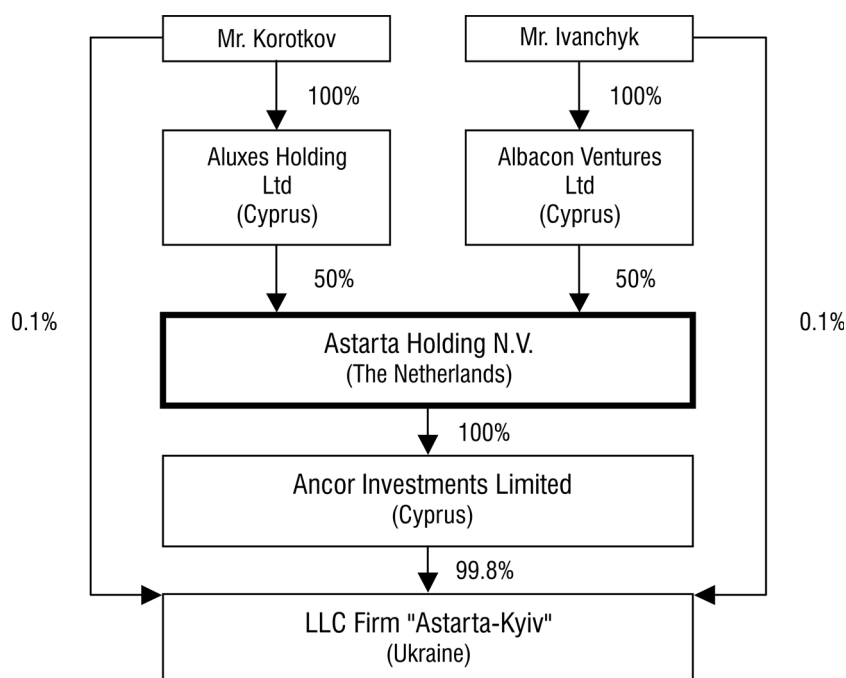 Mr. Korotkov
Mr. Ivanchyk
100%
100%
Aluxes Holding
Ltd
(Cyprus)
Albacon Ventures
Ltd
(Cyprus)
50%
50%
0.1%
0.1%
Astarta Holding N.V.
(The Netherlands)
100%
Ancor Investments Limited
(Cyprus)
99.8%
LLC Firm "Astarta-Kyiv"
(Ukraine)